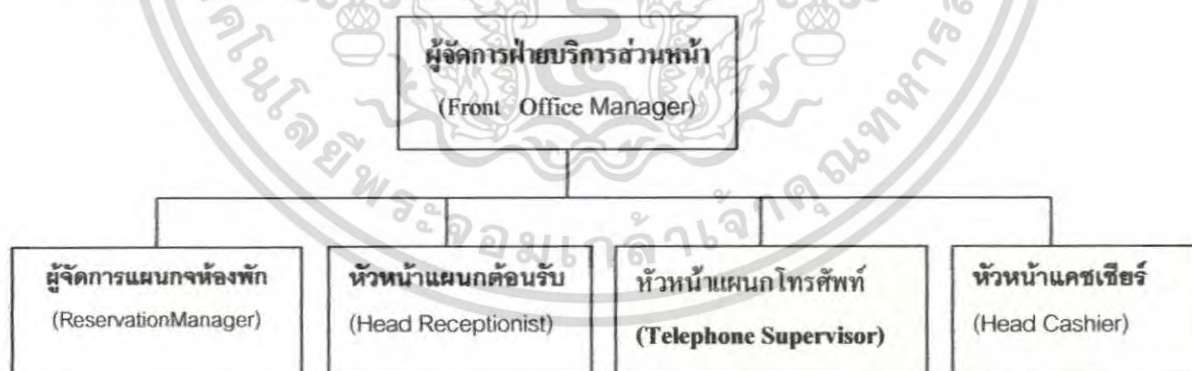 ผู้จัดการฝ่ายบริการส่วนหน้า
(Front Office Manager)
ผู้จัดการแผนกจห้องพัก
(ReservationManager)
หัวหน้าแผนกต้อนรับ
(Head Receptionist)
หัวหน้าแผนกโทรศัพท์
(Telephone Supervisor)
หัวหน้าแคชเชียร์
(Head Cashier)